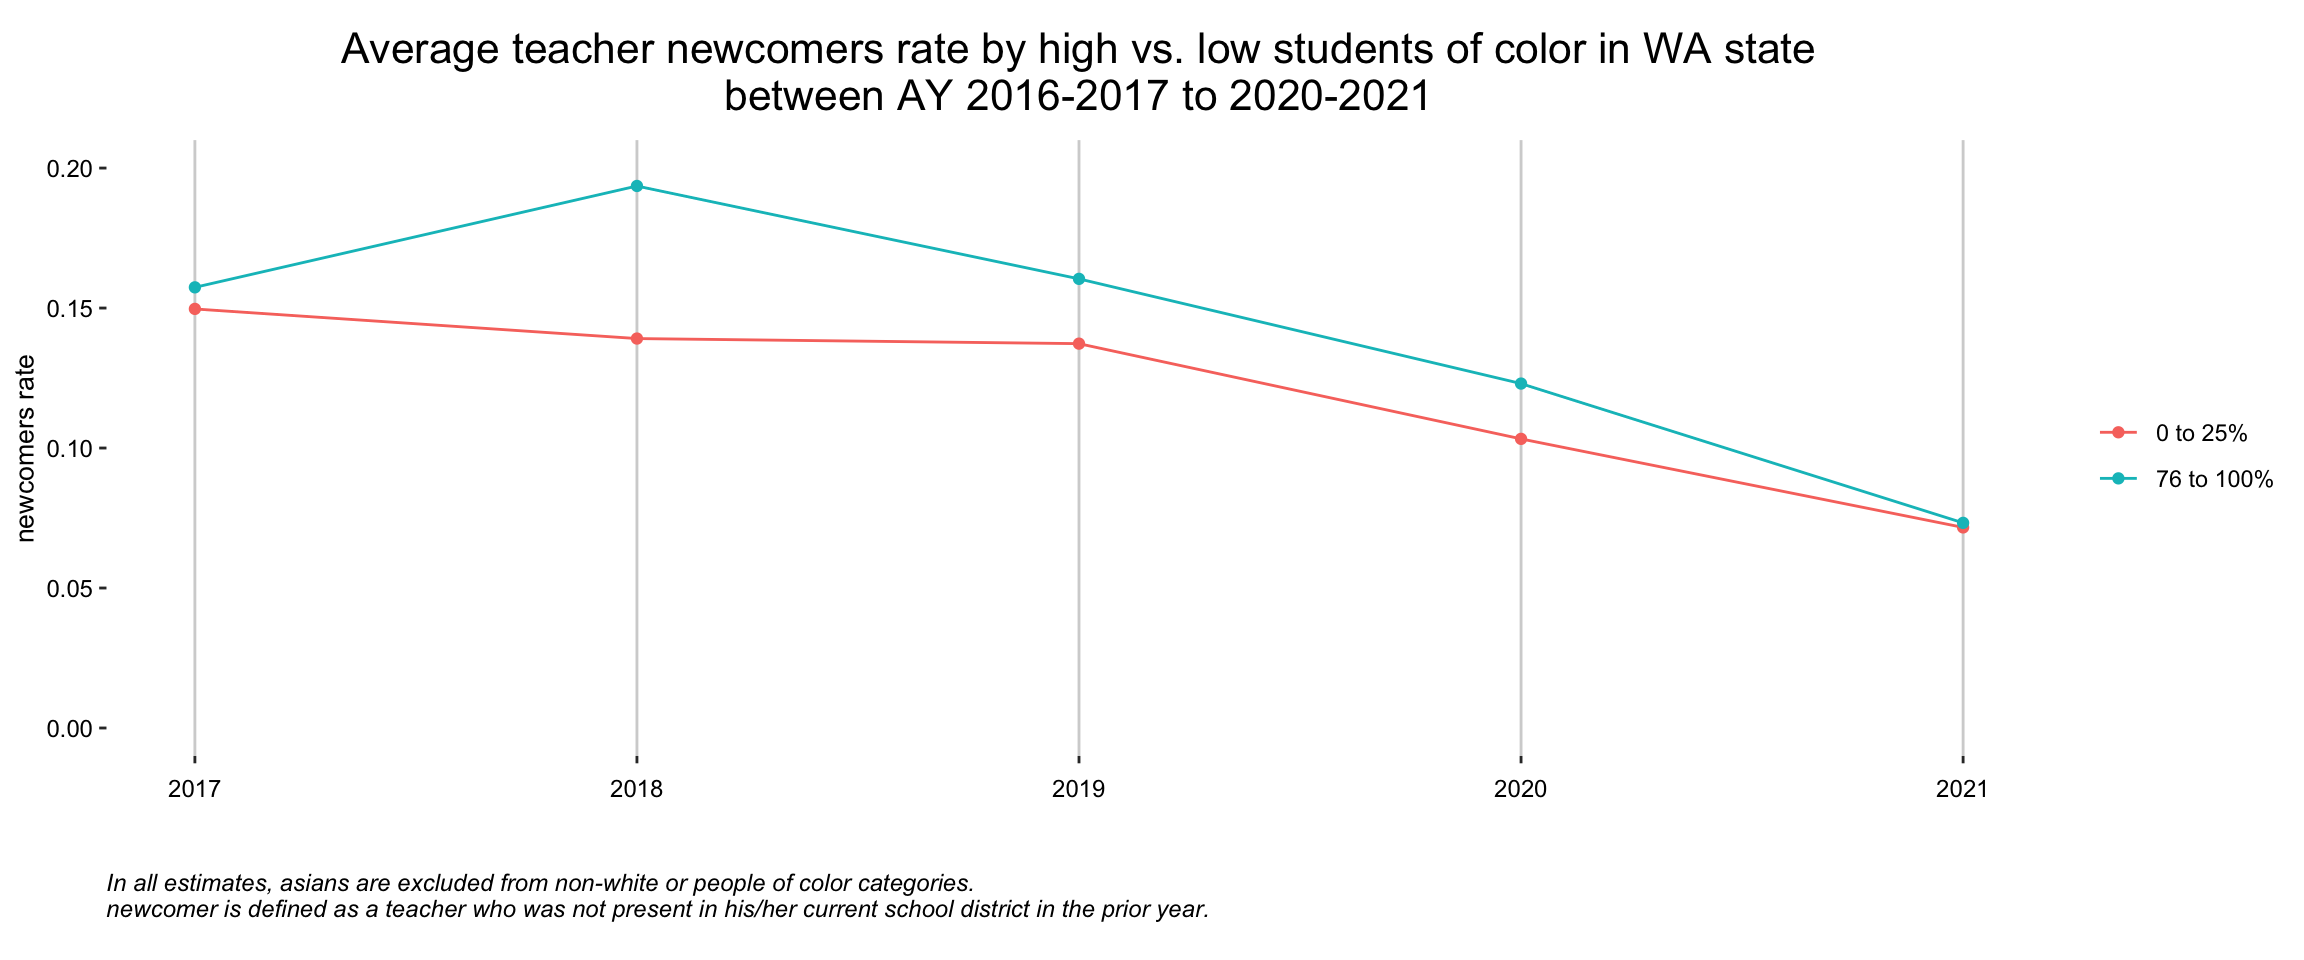 Average teacher newcomers rate by high vs. low students of color in WA state
between AY 2016-2017 to 2020-2021
0.20
0.15
0.10
0.05
0.00
newcomers rate
2017
2018
2019
2020
2021
0 to 25%
76 to 100%
In all estimates, asians are excluded from non-white or people of color categories.
newcomer is defined as a teacher who was not present in his/her current school district in the prior year.